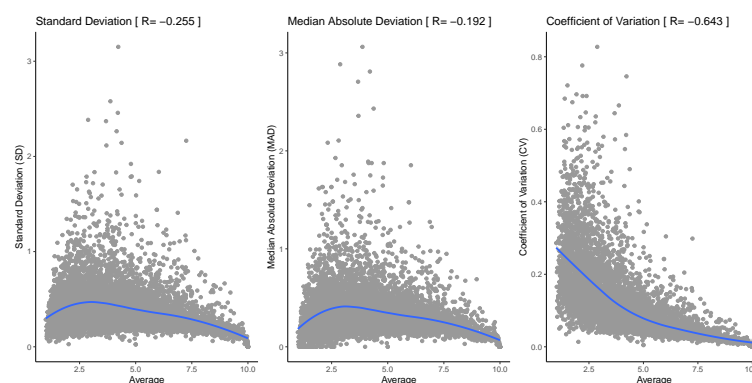 Standard Deviation [ R= −0.255 ]
3
2
1
0
Standard Deviation (SD)
2.5
5.0
7.5
10.0
Average
Median Absolute Deviation [ R= −0.192 ]
3
2
1
0
Median Absolute Deviation (MAD)
2.5
5.0
7.5
10.0
Average
Coefficient of Variation [ R= −0.643 ]
0.8
0.6
0.4
0.2
0.0
Coefficient of Variation (CV)
2.5
5.0
7.5
10.0
Average